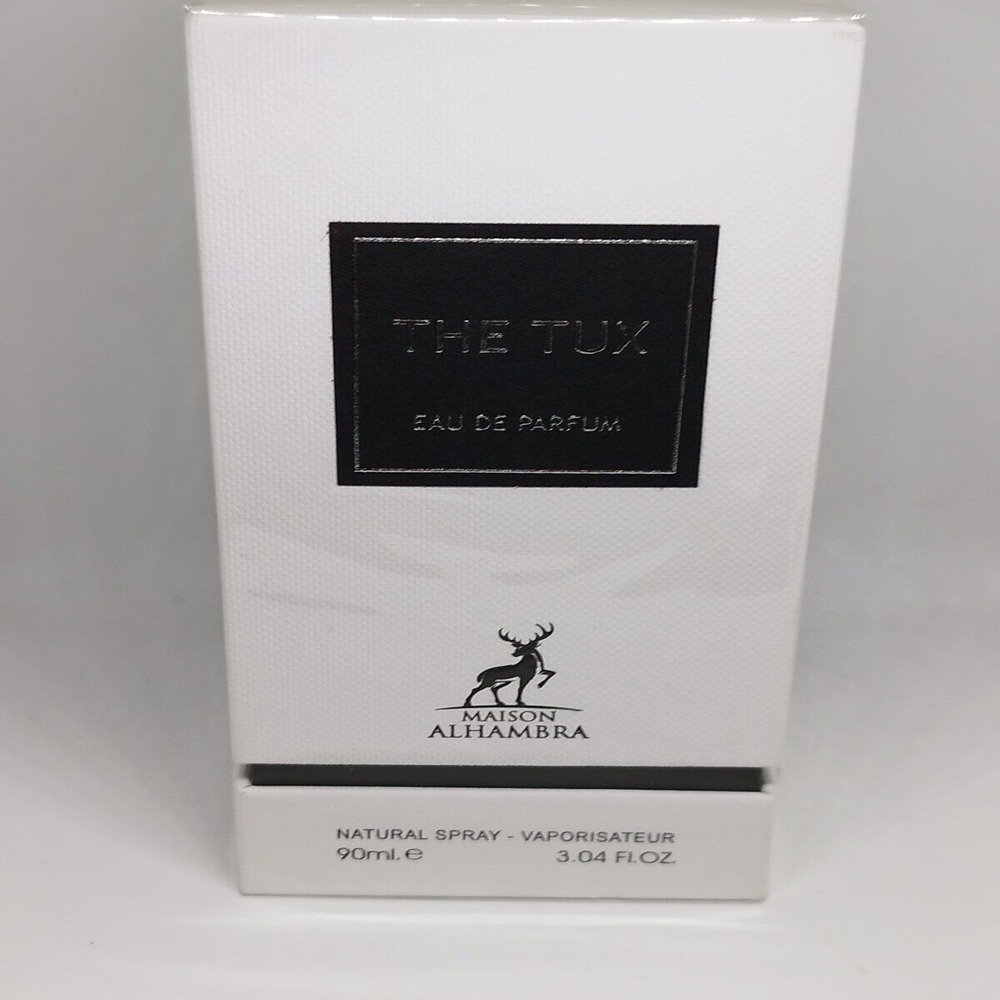 THE TUX
EAU DE PARFUM
MAISON
ALHAMBRA
NATURAL SPRAY - VAPORISATEUR
90ml. ℮ 3.04 Fl.OZ.